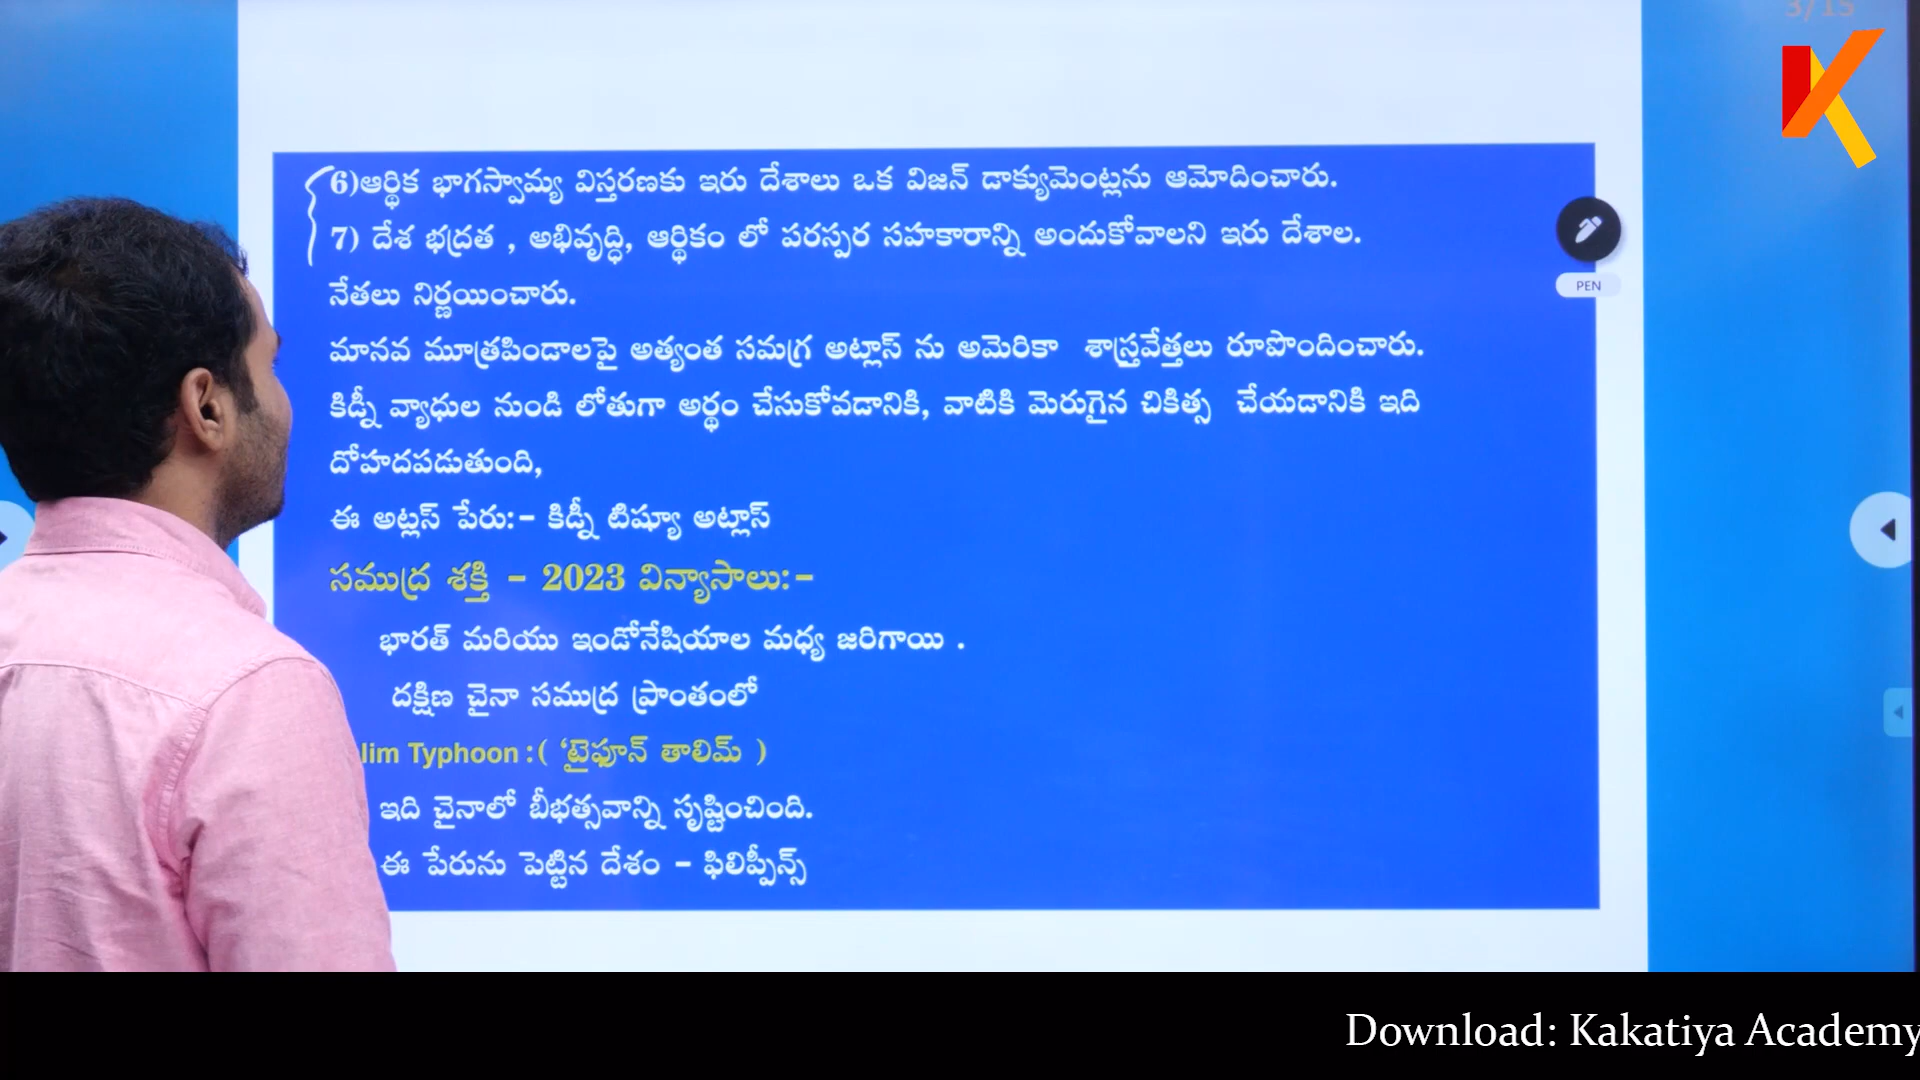 3/15
6)ఆర్థిక భాగస్వామ్య విస్తరణకు ఇరు దేశాలు ఒక విజన్ డాక్యుమెంట్లను ఆమోదించారు.
7) దేశ భద్రత , అభివృద్ధి, ఆర్థికం లో పరస్పర సహకారాన్ని అందుకోవాలని ఇరు దేశాల.
PEN
నేతలు నిర్ణయించారు.
మానవ మూత్రపిండాలపై అత్యంత సమగ్ర అట్లాస్ ను అమెరికా శాస్త్రవేత్తలు రూపొందించారు.
కిడ్నీ వ్యాధుల నుండి లోతుగా అర్థం చేసుకోవడానికి, వాటికి మెరుగైన చికిత్స చేయడానికి ఇది
దోహదపడుతుంది,
ఈ అట్లస్ పేరు:- కిడ్నీ టిష్యూ అట్లాస్
సముద్ర శక్తి - 2023 విన్యాసాలు:-
భారత్ మరియు ఇండోనేషియాల మధ్య జరిగాయి .
దక్షిణ చైనా సముద్ర ప్రాంతంలో
lim Typhoon :( 'టైఫూన్ తాలిమ్ )
ఇది చైనాలో బీభత్సవాన్ని సృష్టించింది.
ఈ పేరును పెట్టిన దేశం - ఫిలిప్పీన్స్
Download: Kakatiya Academy